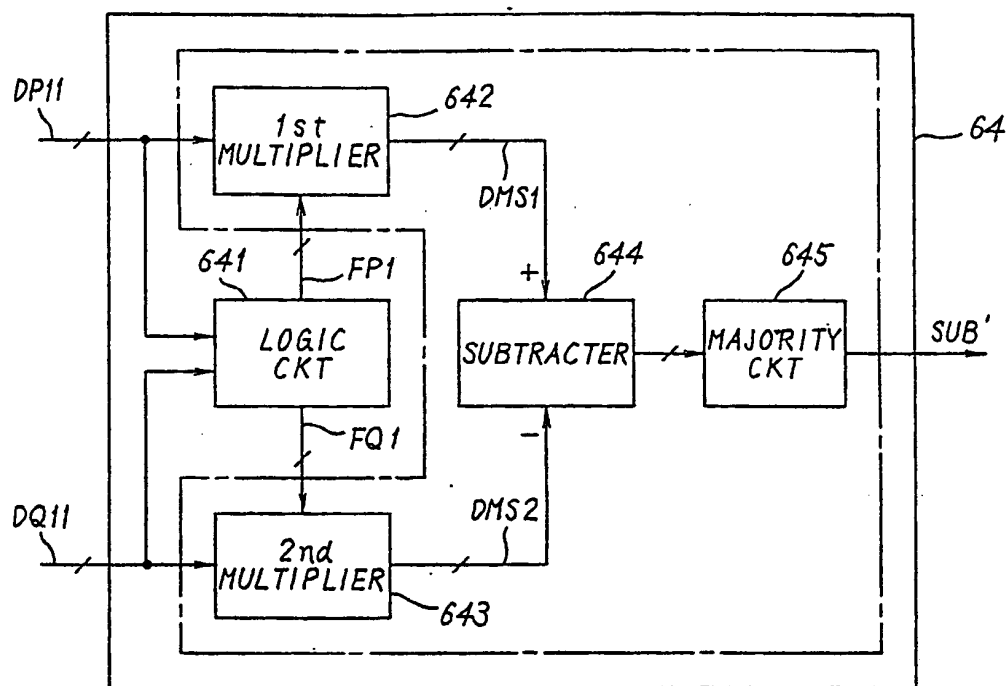 DP11
1st
MULTIPLIER
642
64
DMS1
641
FP1
+
644
645
LOGIC
CKT
SUBTRACTER
MAJORITY
CKT
SUB'
FQ1
-
DQ11
DMS2
2nd
MULTIPLIER
643